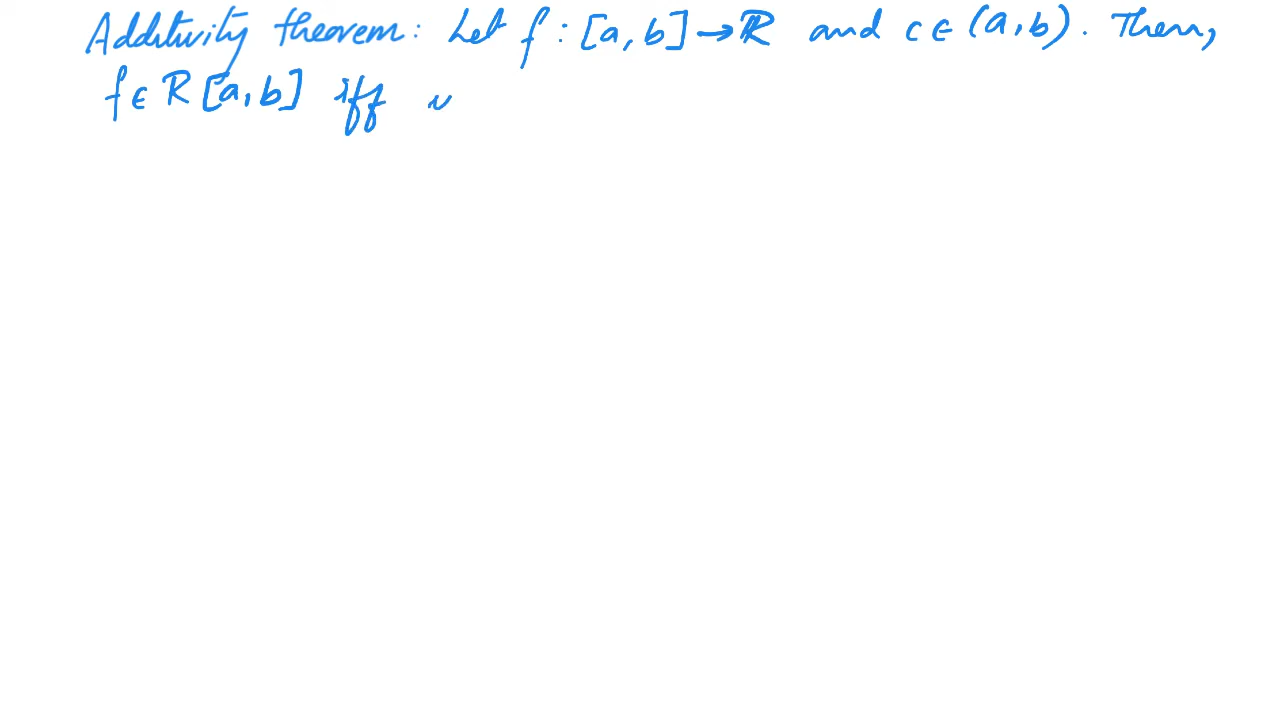 Additivity theorem: Let f : [a, b] → ℝ and c ∈ (a, b). Then,
f ∈ R [a, b] iff